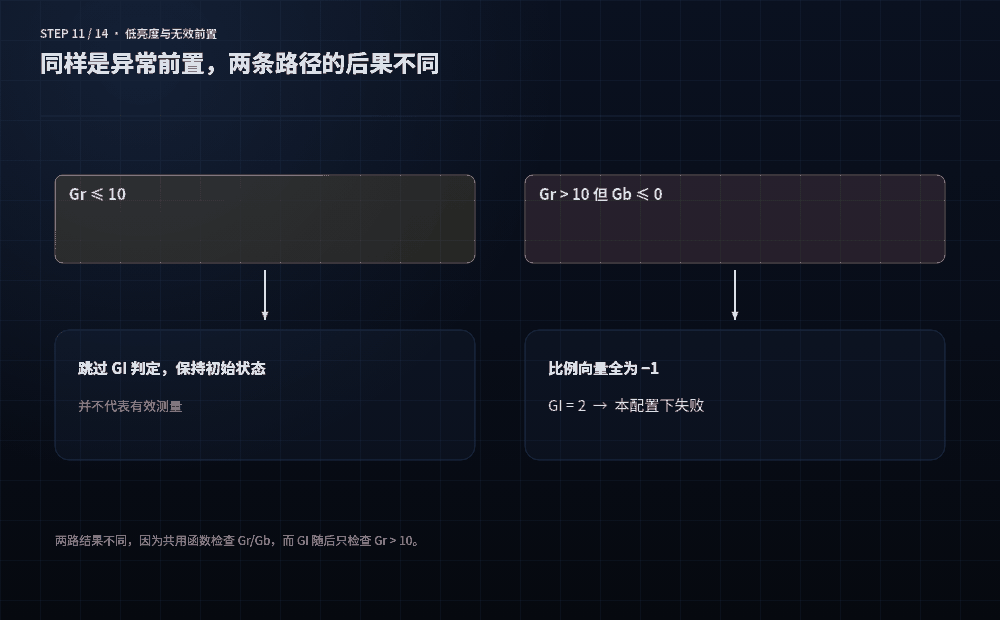 STEP 11 / 14 · 低亮度与无效前置
同样是异常前置，两条路径的后果不同
Gr ≤ 10
Gr > 10 但 Gb ≤ 0
跳过 GI 判定，保持初始状态
并不代表有效测量
比例向量全为 −1
GI = 2 → 本配置下失败
两路结果不同，因为共用函数检查 Gr/Gb，而 GI 随后只检查 Gr > 10。